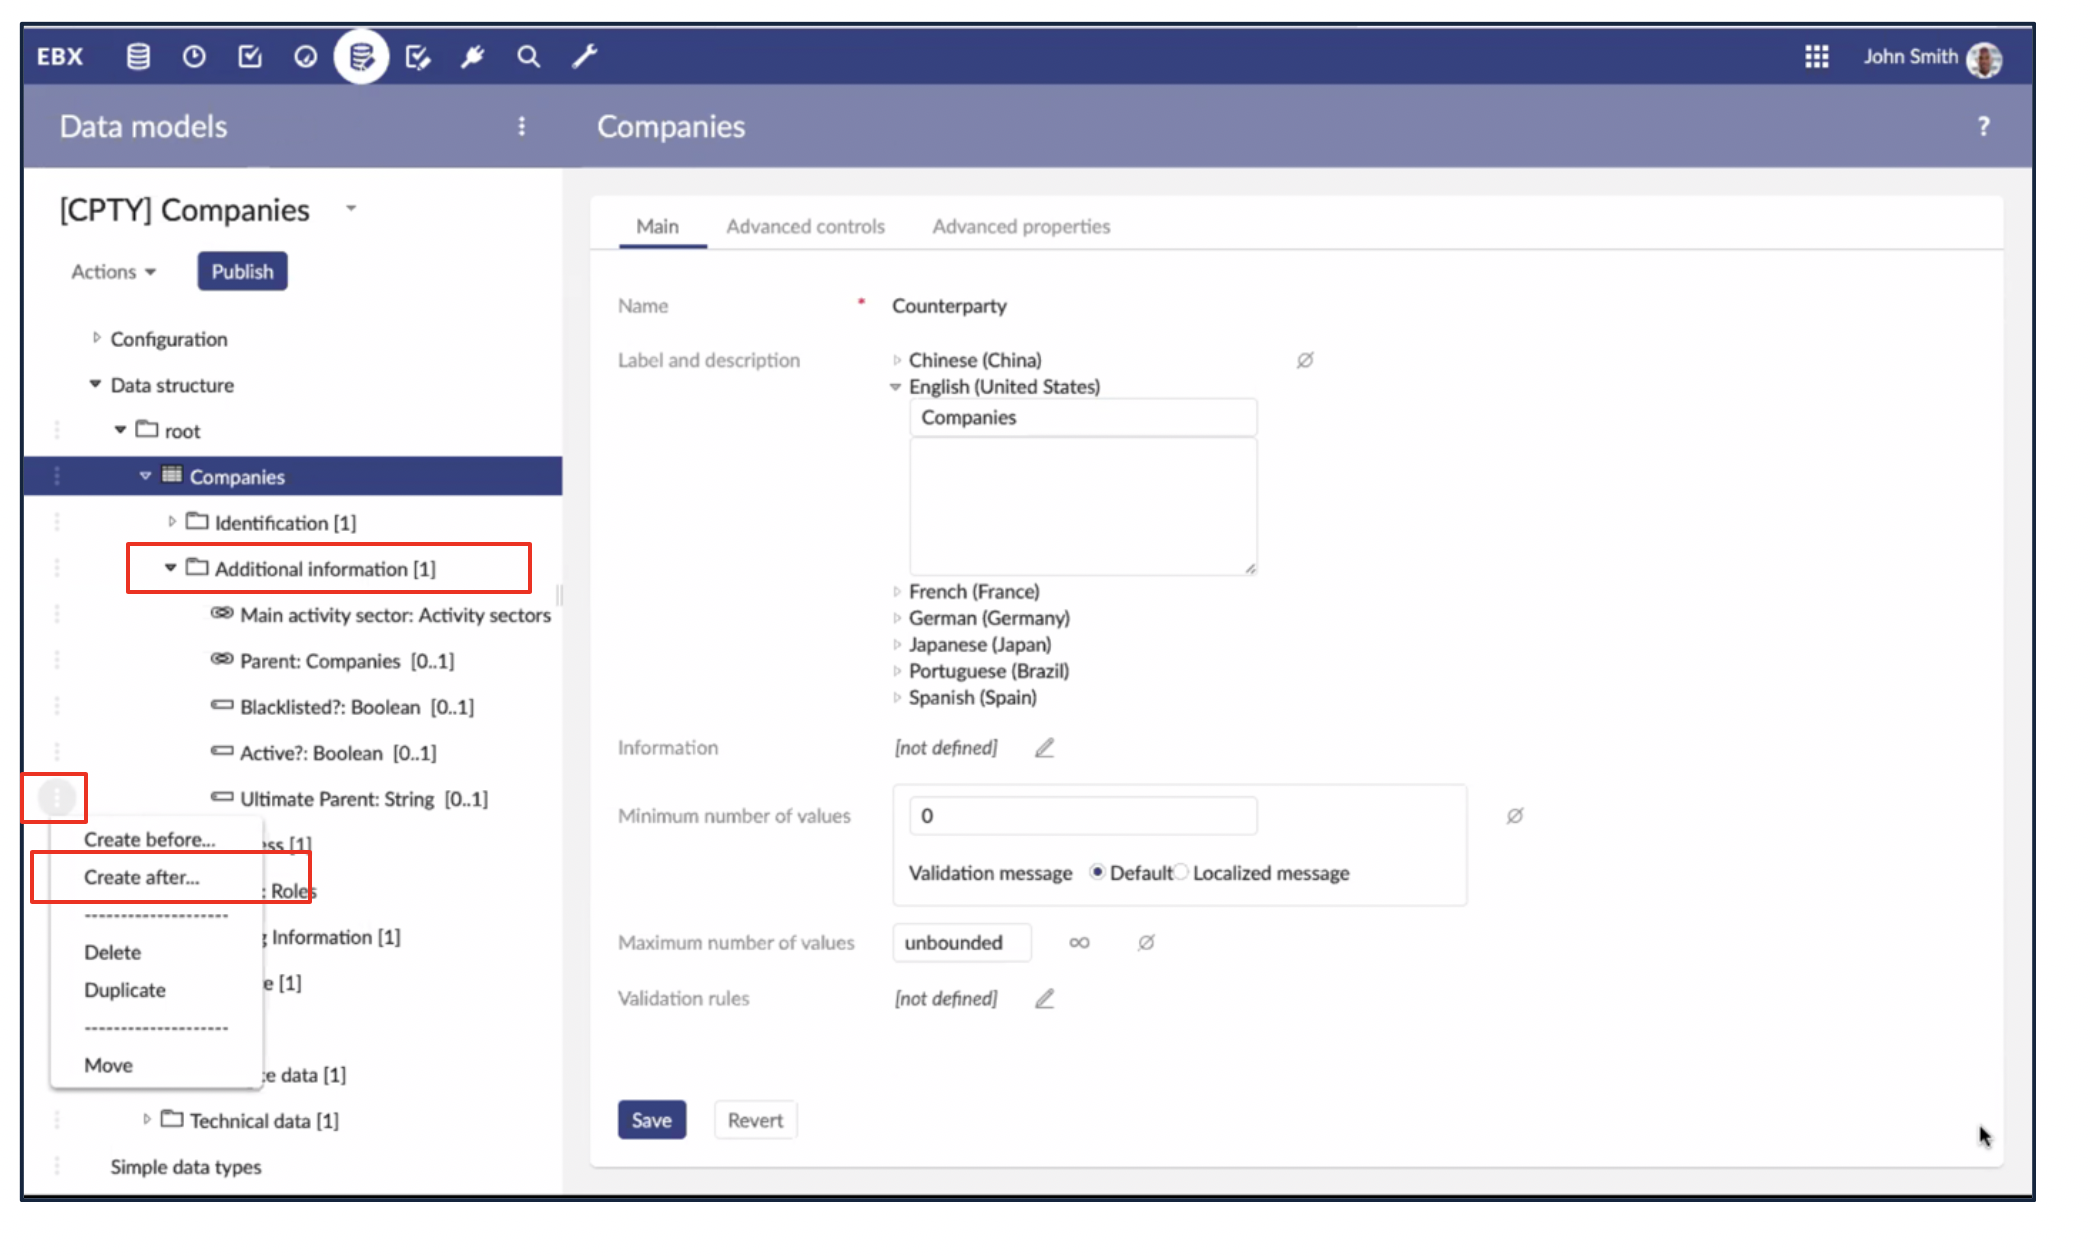 EBX
John Smith
Data models
Companies
?
[CPTY] Companies
Actions
Publish
Configuration
Data structure
root
Companies
Identification [1]
Additional information [1]
Main activity sector: Activity sectors
Parent: Companies [0..1]
Blacklisted?: Boolean [0..1]
Active?: Boolean [0..1]
Ultimate Parent: String [0..1]
Create before...
ess [1]
Create after...
: Roles
--------------------
g Information [1]
Delete
e [1]
Duplicate
--------------------
Move
ce data [1]
Technical data [1]
Simple data types
Main Advanced controls Advanced properties
Name * Counterparty
Label and description
Chinese (China)
English (United States)
Companies
French (France)
German (Germany)
Japanese (Japan)
Portuguese (Brazil)
Spanish (Spain)
Information [not defined]
Minimum number of values 0
Validation message Default Localized message
Maximum number of values unbounded ∞
Validation rules [not defined]
Save Revert